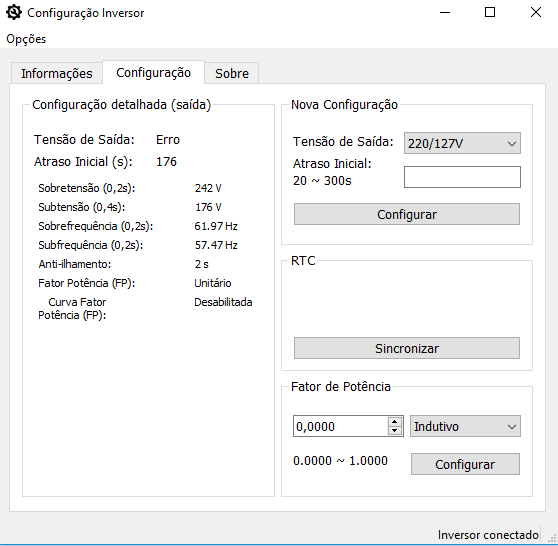 Configuração Inversor
Opções
Informações Configuração Sobre
Configuração detalhada (saída)
Tensão de Saída: Erro
Atraso Inicial (s): 176
Sobretensão (0,2s): 242 V
Subtensão (0,4s): 176 V
Sobrefrequência (0,2s): 61.97 Hz
Subfrequência (0,2s): 57.47 Hz
Anti-ilhamento: 2 s
Fator Potência (FP): Unitário
Curva Fator Desabilitada
Potência (FP):
Nova Configuração
Tensão de Saída: 220/127V
Atraso Inicial:
20 ~ 300s
Configurar
RTC
Sincronizar
Fator de Potência
0,0000 Indutivo
0.0000 ~ 1.0000 Configurar
Inversor conectado